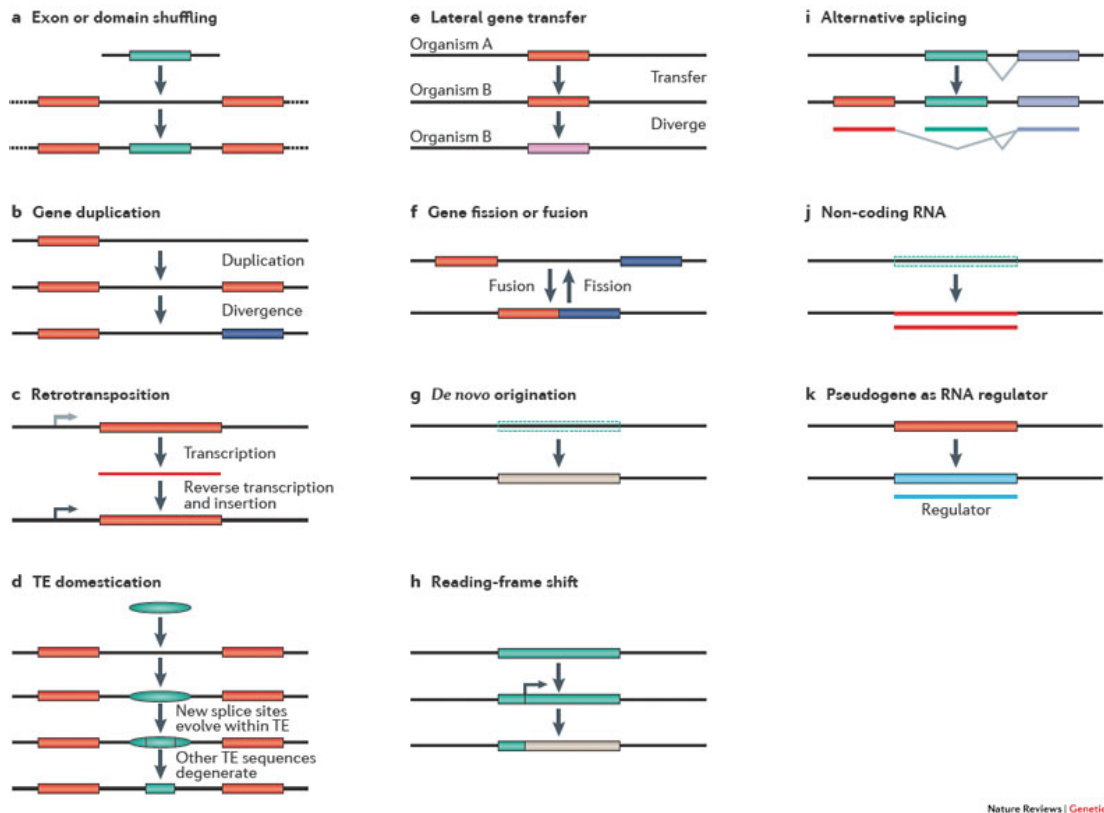 a Exon or domain shuffling
b Gene duplication
Duplication
Divergence
c Retrotransposition
Transcription
Reverse transcription
and insertion
d TE domestication
New splice sites
evolve within TE
Other TE sequences
degenerate
e Lateral gene transfer
Organism A
Transfer
Organism B
Diverge
Organism B
f Gene fission or fusion
Fusion
Fission
g De novo origination
h Reading-frame shift
i Alternative splicing
j Non-coding RNA
k Pseudogene as RNA regulator
Regulator
Nature Reviews | Genetic